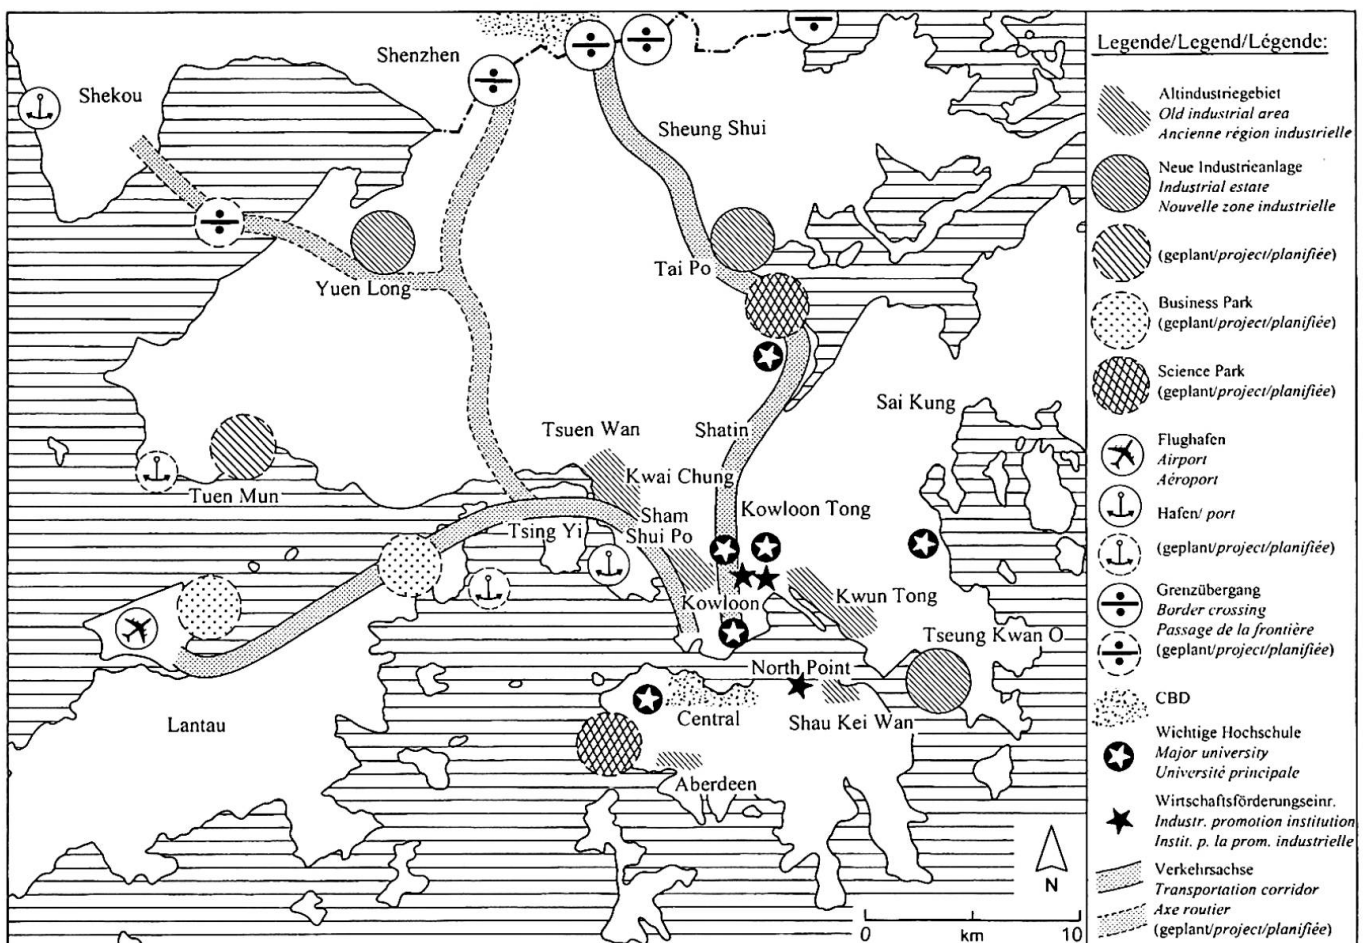 Shenzhen
Shekou
Sheung Shui
Tai Po
Yuen Long
Sai Kung
Shatin
Tsuen Wan
Kwai Chung
Tuen Mun
Kowloon Tong
Sham
Shui Po
Tsing Yi
Kwun Tong
Kowloon
Tseung Kwan O
North Point
Central
Shau Kei Wan
Lantau
Aberdeen
N
0 km 10
Legende/Legend/Légende:
Altindustriegebiet
Old industrial area
Ancienne région industrielle
Neue Industrieanlage
Industrial estate
Nouvelle zone industrielle
(geplant/project/planifiée)
Business Park
(geplant/project/planifiée)
Science Park
(geplant/project/planifiée)
Flughafen
Airport
Aéroport
Hafen/ port
(geplant/project/planifiée)
Grenzübergang
Border crossing
Passage de la frontière
(geplant/project/planifiée)
CBD
Wichtige Hochschule
Major university
Université principale
Wirtschaftsförderungseinr.
Industr. promotion institution
Instit. p. la prom. industrielle
Verkehrsachse
Transportation corridor
Axe routier
(geplant/project/planifiée)